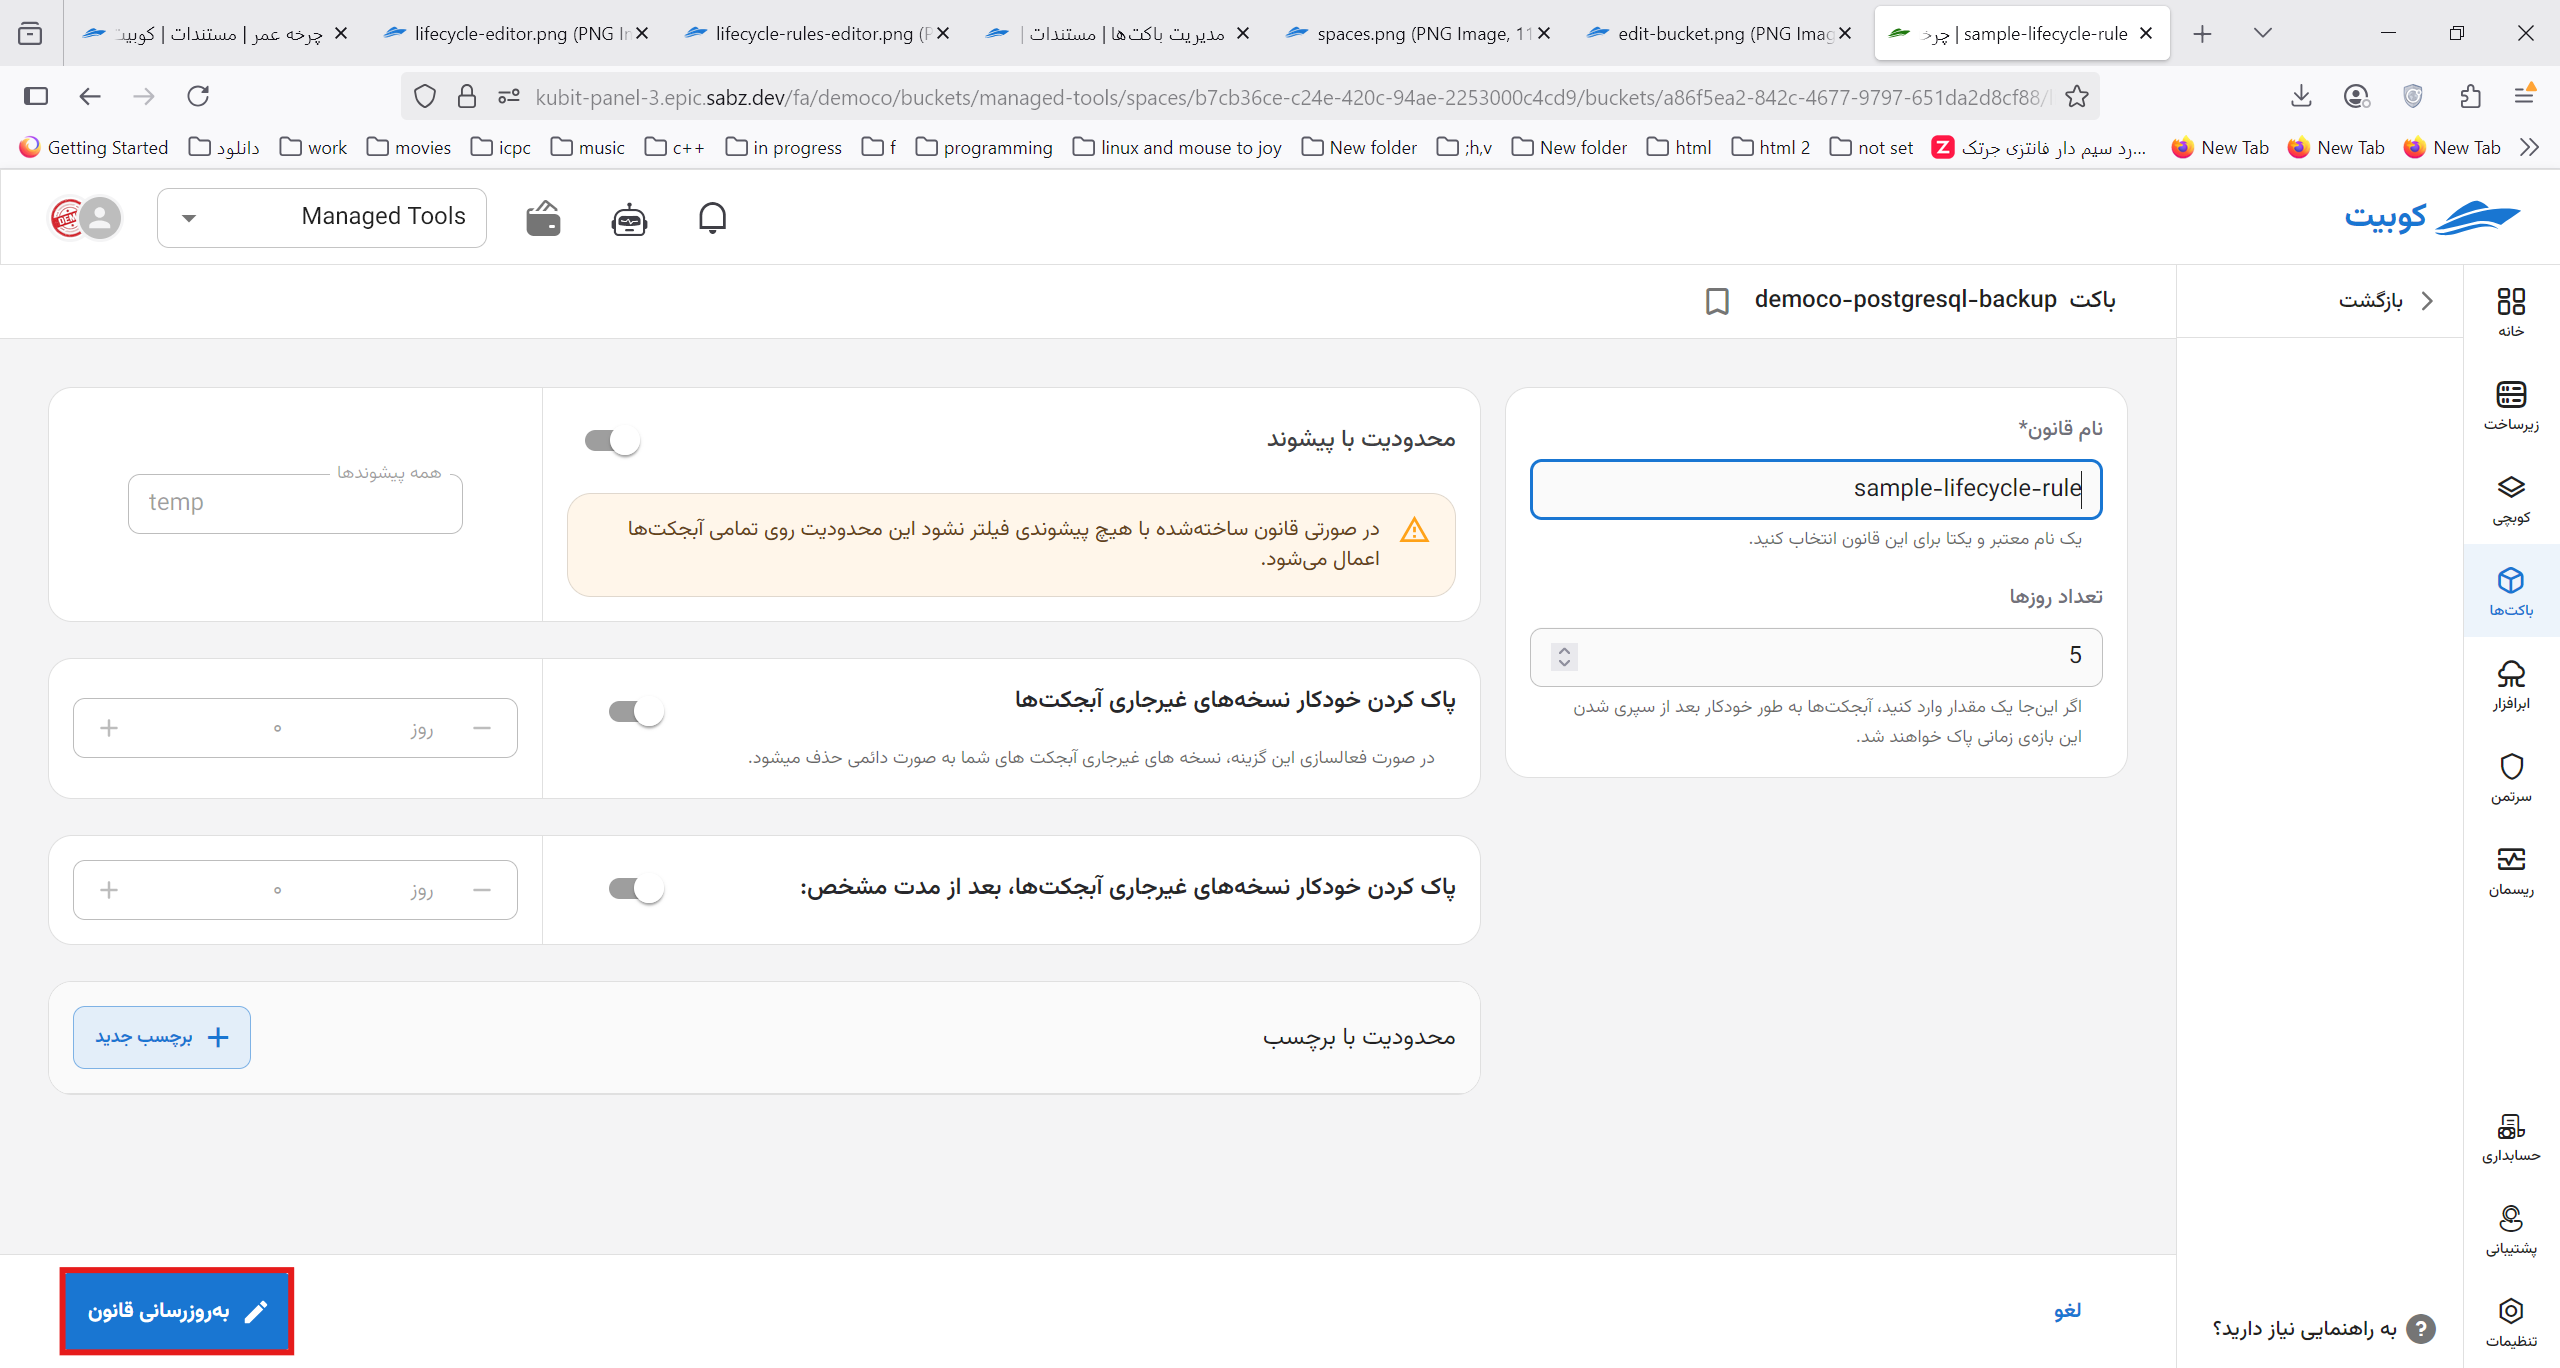 چرخه عمر | مستندات | کوبیت
lifecycle-editor.png (PNG In
lifecycle-rules-editor.png (P
مدیریت باکت‌ها | مستندات |
spaces.png (PNG Image, 11
edit-bucket.png (PNG Imag
sample-lifecycle-rule | چرخ
kubit-panel-3.epic.sabz.dev/fa/democo/buckets/managed-tools/spaces/b7cb36ce-c24e-420c-94ae-2253000c4cd9/buckets/a86f5ea2-842c-4677-9797-651da2d8cf88/
Getting Started
دانلود
work
movies
icpc
music
c++
in progress
f
programming
linux and mouse to joy
New folder
;h,v
New folder
html
html 2
not set
رد سیم دار فانتزی جرتک...
New Tab
New Tab
New Tab
کوبیت
Managed Tools
بازگشت
باکت democo-postgresql-backup
خانه
زیرساخت
کوبچی
باکت‌ها
ابرافزار
سرتمن
ریسمان
حسابداری
پشتیبانی
تنظیمات
نام قانون*
sample-lifecycle-rule
یک نام معتبر و یکتا برای این قانون انتخاب کنید.
تعداد روزها
5
اگر این‌جا یک مقدار وارد کنید، آبجکت‌ها به طور خودکار بعد از سپری شدن
این بازه‌ی زمانی پاک خواهند شد.
محدودیت با پیشوند
در صورتی قانون ساخته‌شده با هیچ پیشوندی فیلتر نشود این محدودیت روی تمامی آبجکت‌ها
اعمال می‌شود.
همه پیشوندها
temp
پاک کردن خودکار نسخه‌های غیرجاری آبجکت‌ها
در صورت فعالسازی این گزینه، نسخه های غیرجاری آبجکت های شما به صورت دائمی حذف میشود.
روز ۰
پاک کردن خودکار نسخه‌های غیرجاری آبجکت‌ها، بعد از مدت مشخص:
روز ۰
محدودیت با برچسب
برچسب جدید
لغو
به‌روزرسانی قانون
به راهنمایی نیاز دارید؟